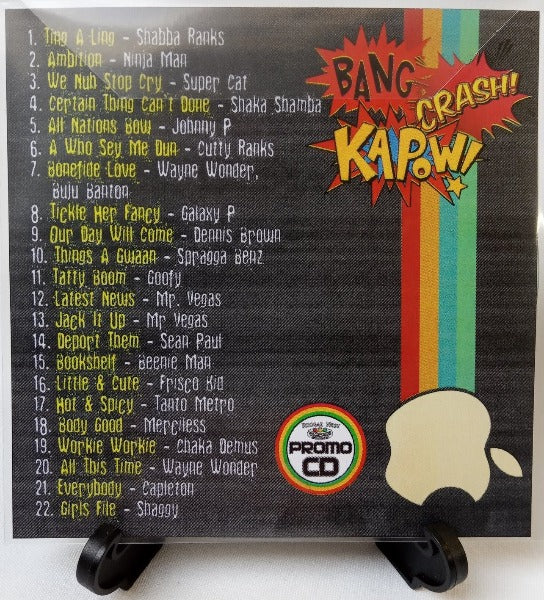 1. Ting A Ling - Shabba Ranks
2. Ambition - Ninja Man
3. We Nuh Stop Cry - Super Cat
4. Certain Thing Can't Done - Shaka Shamba
5. All Nations Bow - Johnny P
6. A Who Sey Me Dun - Cutty Ranks
7. Bonefide Love - Wayne Wonder,
Buju Banton
8. Tickle Her Fancy - Galaxy P
9. Our Day Will Come - Dennis Brown
10. Things A Gwaan - Spragga Benz
11. Tatty Boom - Goofy
12. Latest News - Mr. Vegas
13. Jack It Up - Mr Vegas
14. Deport Them - Sean Paul
15. Bookshelf - Beenie Man
16. Little & Cute - Frisco Kid
17. Hot & Spicy - Tanto Metro
18. Body Good - Merciless
19. Workie Workie - Chaka Demus
20. All This Time - Wayne Wonder
21. Everybody - Capleton
22. Girls File - Shaggy
BANG
CRASH!
KAPOW!
PROMO
CD